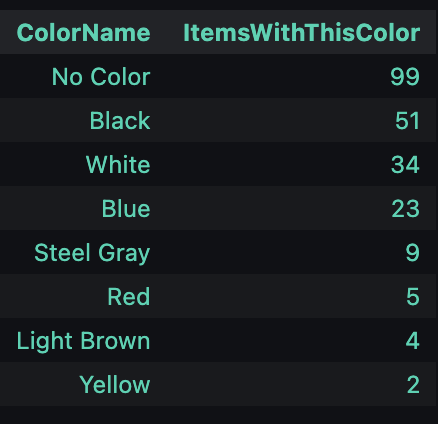 ColorName ItemsWithThisColor
No Color 99
Black 51
White 34
Blue 23
Steel Gray 9
Red 5
Light Brown 4
Yellow 2